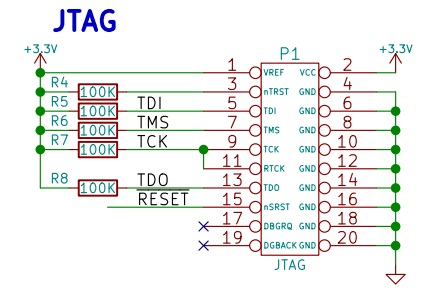 JTAG
+3.3V
+3.3V
P1
1 VREF VCC 2
R4 100K 3 nTRST GND 4
R5 100K TDI 5 TDI GND 6
R6 100K TMS 7 TMS GND 8
R7 100K TCK 9 TCK GND 10
11 RTCK GND 12
R8 100K TDO 13 TDO GND 14
RESET 15 nSRST GND 16
17 DBGRQ GND 18
19 DGBACK GND 20
JTAG